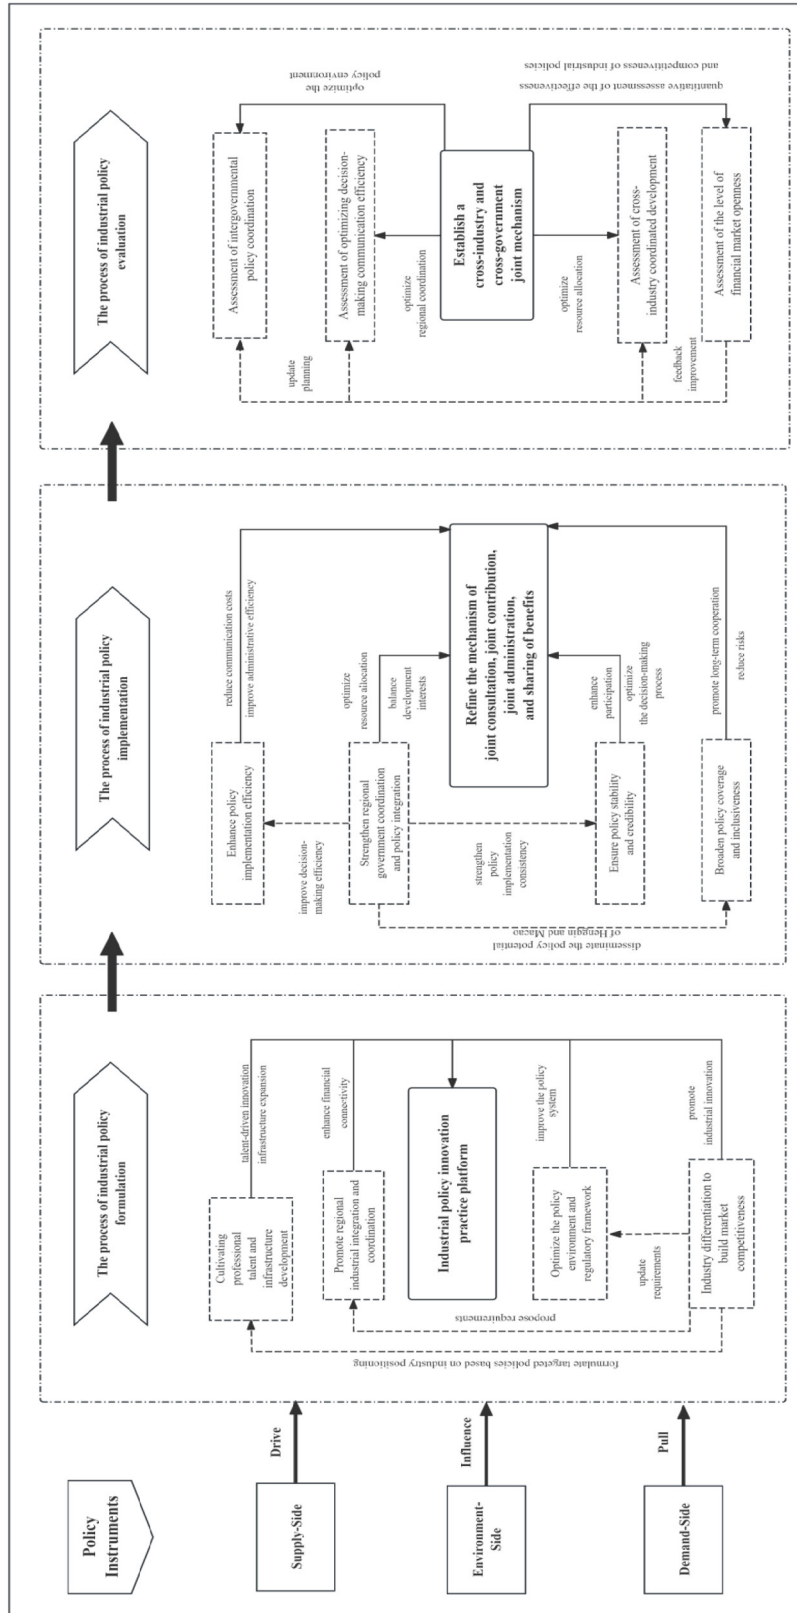 Policy
Instruments
Supply-Side
Drive
Environment-
Side
Influence
Demand-Side
Pull
The process of industrial policy
formulation
Cultivating
professional
talent and
infrastructure
development
talent-driven innovation
infrastructure expansion
Promote regional
industrial integration and
coordination
enhance financial
connectivity
Industrial policy innovation
practice platform
Optimize the policy
environment and
regulatory framework
improve the policy
system
update
requirements
Industry differentiation to
build market
competitiveness
promote
industrial innovation
propose requirements
formulate targeted policies based on industry positioning
The process of industrial policy
implementation
Enhance policy
implementation efficiency
reduce communication costs
improve administrative efficiency
improve decision-
making efficiency
Strengthen regional
government coordination
and policy integration
optimize
resource allocation
balance
development
interests
Refine the mechanism of
joint consultation, joint contribution,
joint administration,
and sharing of benefits
strengthen
policy
implementation
consistency
Ensure policy stability
and credibility
enhance
participation
optimize
the decision-making
process
Broaden policy coverage
and inclusiveness
promote long-term cooperation
reduce risks
disseminate the policy potential
of Hengqin and Macao
The process of industrial policy
evaluation
Assessment of intergovernmental
policy coordination
optimize the
policy environment
update
planning
Assessment of optimizing decision-
making communication efficiency
optimize
regional coordination
Establish a
cross-industry and
cross-government
joint mechanism
optimize
resource allocation
Assessment of cross-
industry coordinated development
feedback
improvement
Assessment of the level of
financial market openness
quantitative assessment of the effectiveness
and competitiveness of industrial policies